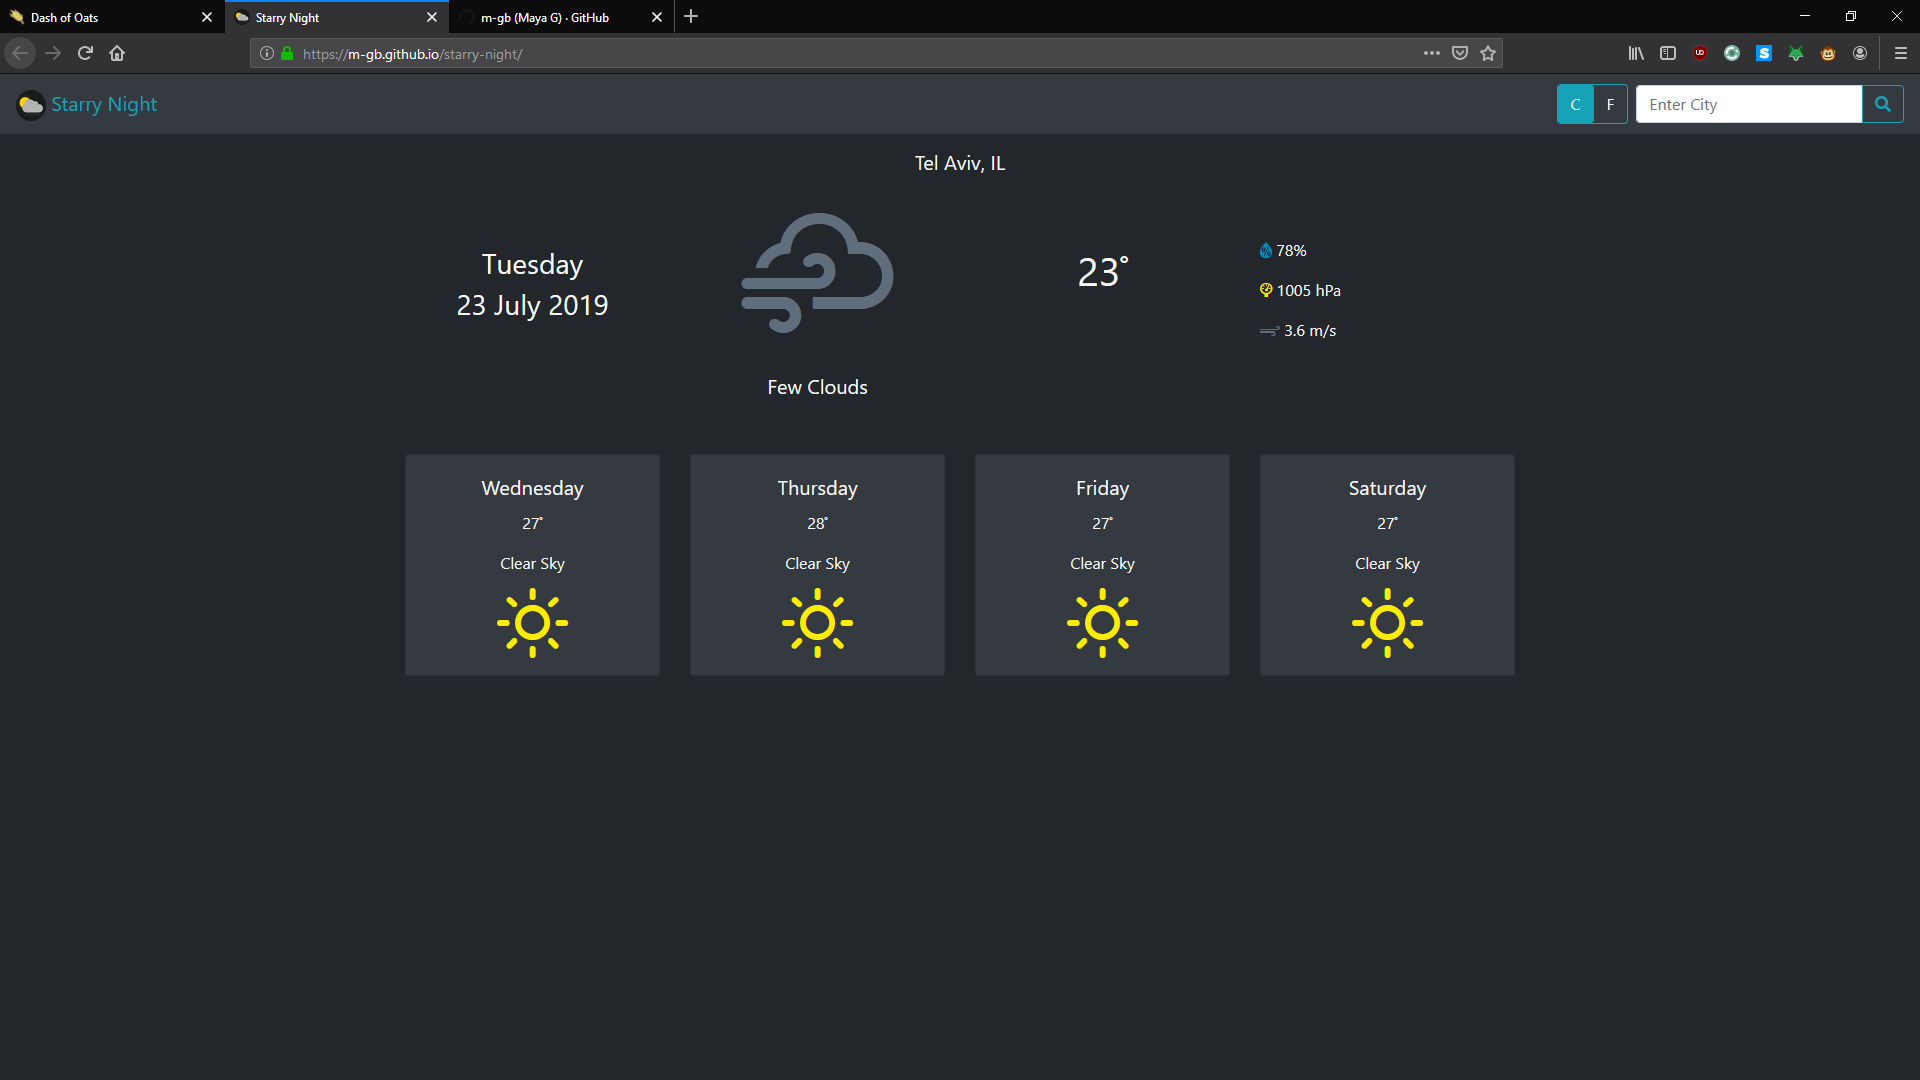 Dash of Oats
Starry Night
m-gb (Maya G) · GitHub
https://m-gb.github.io/starry-night/
Starry Night
C F
Enter City
Tel Aviv, IL
Tuesday
23 July 2019
Few Clouds
23°
78%
1005 hPa
3.6 m/s
Wednesday
27°
Clear Sky
Thursday
28°
Clear Sky
Friday
27°
Clear Sky
Saturday
27°
Clear Sky